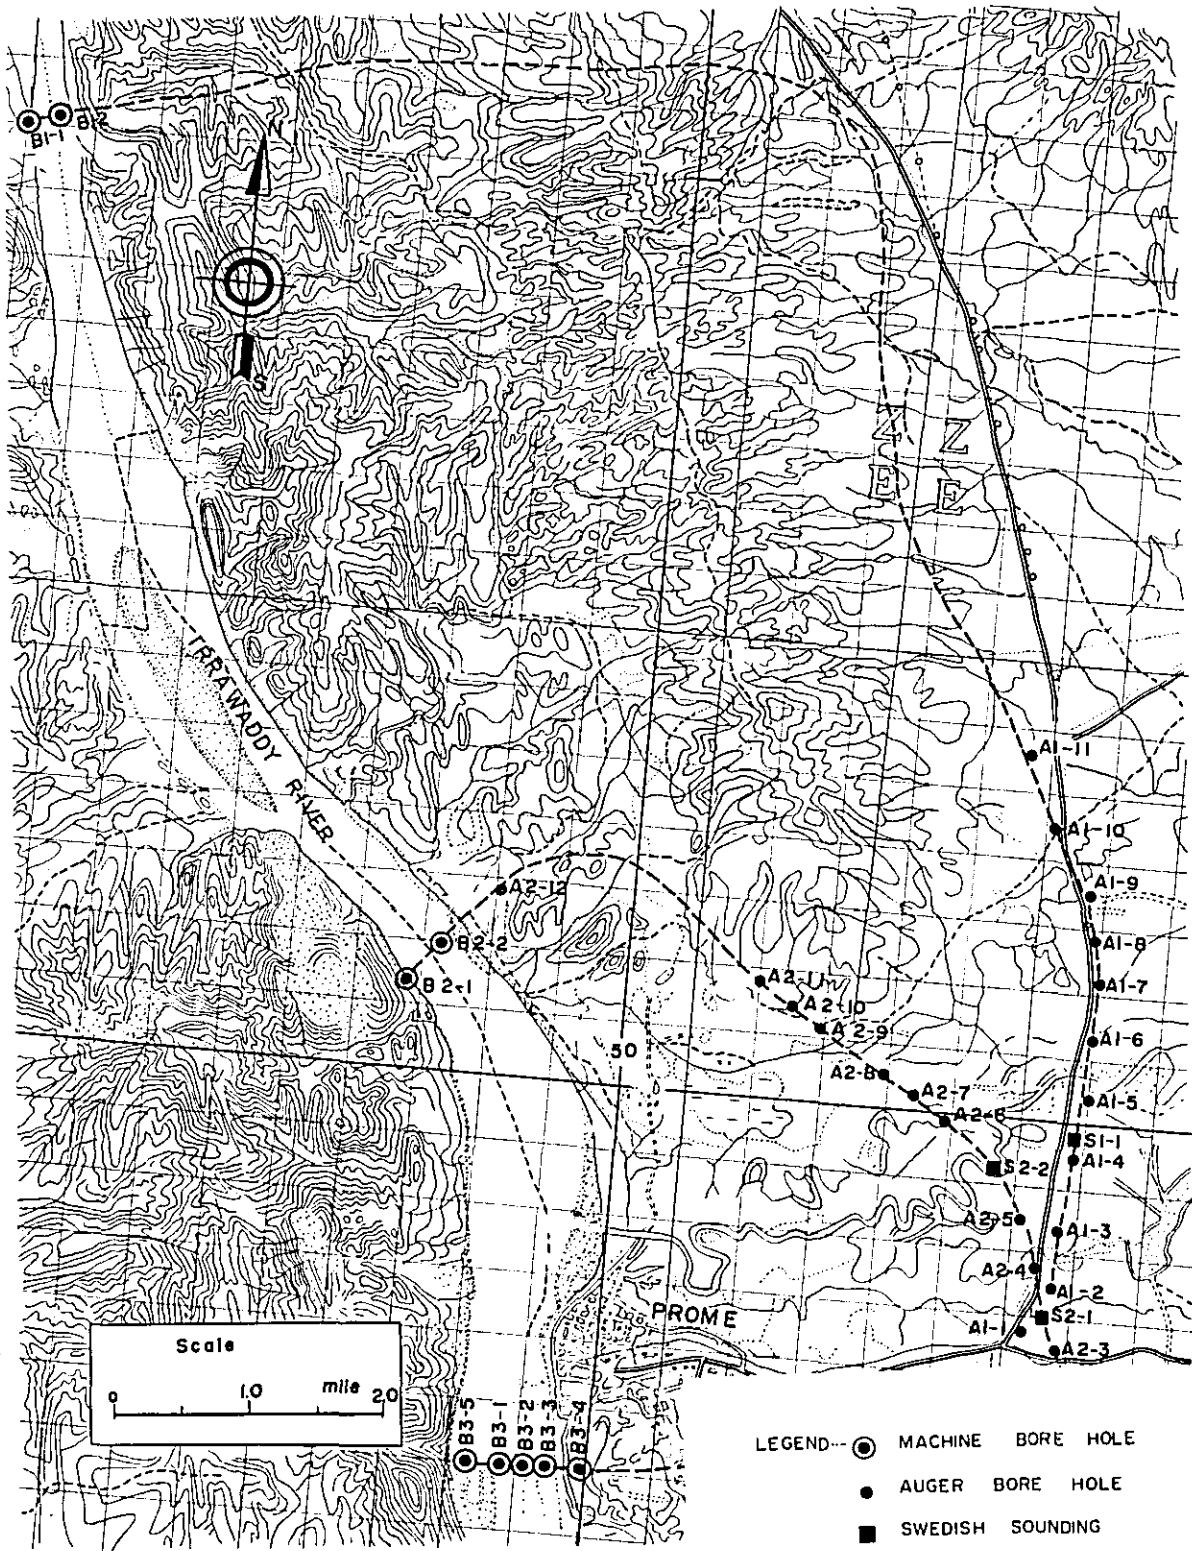 B1-1
B1-2
N
S
Z Z
E E
IRRAWADDY RIVER
A1-11
A1-10
A1-9
A1-8
A1-7
A1-6
A1-5
S1-1
A1-4
A1-3
A1-2
A1-1
A2-12
B2-2
B2-1
A2-11
A2-10
A2-9
50
A2-8
A2-7
A2-6
S2-2
A2-5
A2-4
S2-1
A2-3
PROME
Scale
0 1.0 mile 2.0
B3-5
B3-1
B3-2
B3-3
B3-4
LEGEND-- MACHINE BORE HOLE
AUGER BORE HOLE
SWEDISH SOUNDING